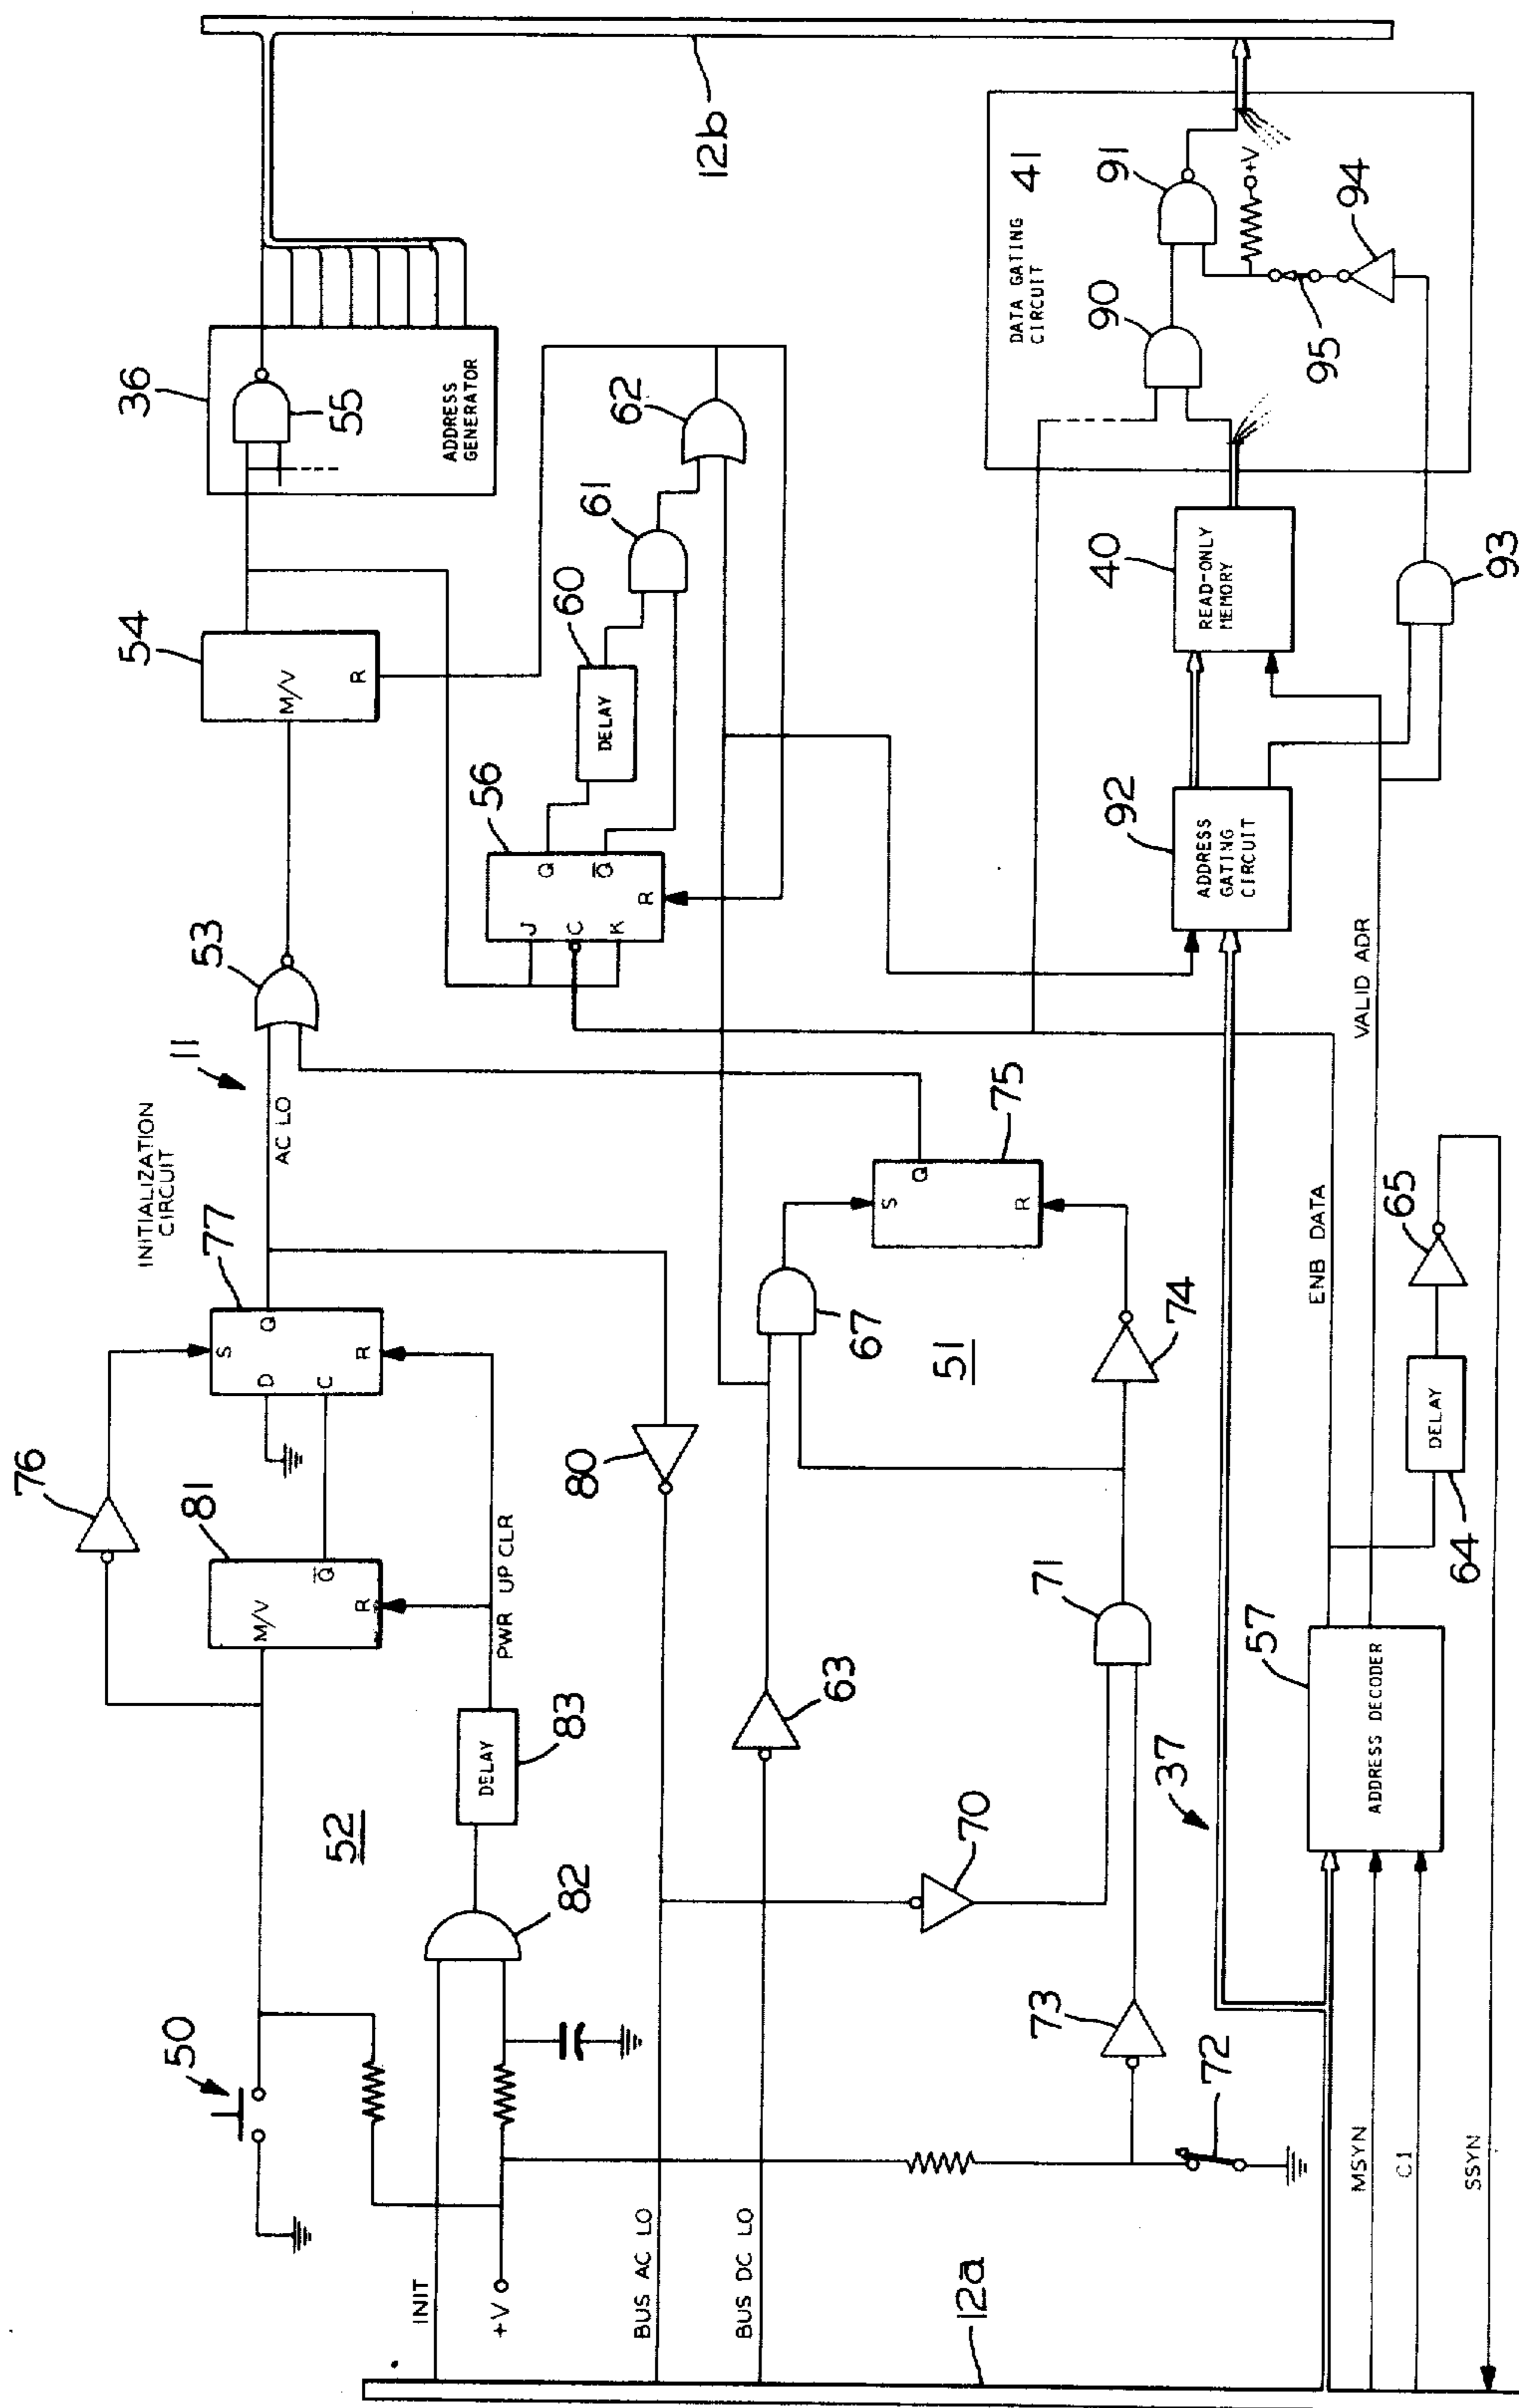 50
INIT
+V
BUS AC LO
BUS DC LO
12a
52
82
DELAY
83
PWR UP CLR
76
81
M/V
Q
R
77
S
D
Q
C
R
INITIALIZATION
CIRCUIT
11
AC LO
53
54
M/V
R
36
55
ADDRESS
GENERATOR
12b
80
63
70
73
72
71
74
67
51
75
S
Q
R
56
J
C
K
Q
Q
R
DELAY
60
61
62
37
MSYN
C1
SSYN
57
ADDRESS DECODER
64
DELAY
65
ENB DATA
VALID ADR
92
ADDRESS
GATING
CIRCUIT
40
READ-ONLY
MEMORY
93
DATA GATING
CIRCUIT
41
90
91
+V
95
94